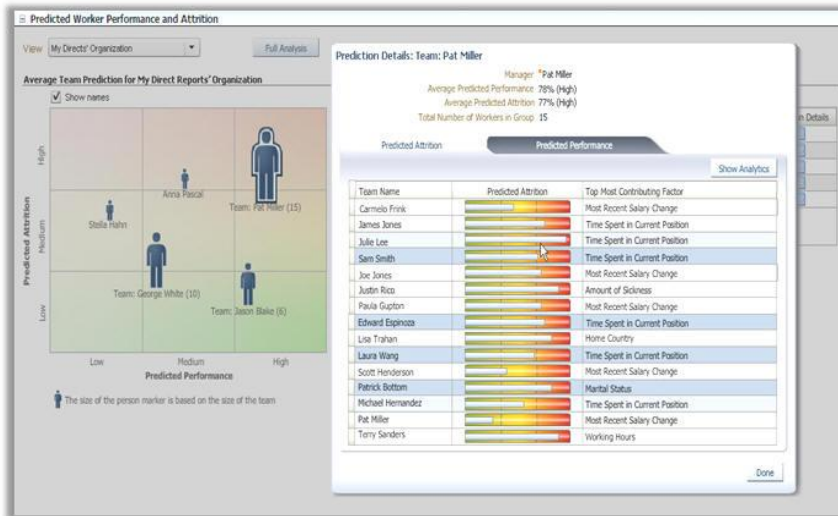 Predicted Worker Performance and Attrition
View My Directs' Organization Full Analysis
Average Team Prediction for My Direct Reports' Organization
Show names
High
Medium
Low
Predicted Attrition
Anna Pascal
Team: Pat Miller (15)
Stella Hahn
Team: George White (10)
Team: Jason Blake (6)
Low Medium High
Predicted Performance
The size of the person marker is based on the size of the team
n Details
Prediction Details: Team: Pat Miller
Manager *Pat Miller
Average Predicted Performance 78% (High)
Average Predicted Attrition 77% (High)
Total Number of Workers in Group 15
Predicted Attrition Predicted Performance
Show Analytics
Team Name Predicted Attrition Top Most Contributing Factor
Carmelo Frink Most Recent Salary Change
James Jones Time Spent in Current Position
Julie Lee Time Spent in Current Position
Sam Smith Time Spent in Current Position
Joe Jones Most Recent Salary Change
Justin Rico Amount of Sickness
Paula Gupton Most Recent Salary Change
Edward Espinoza Time Spent in Current Position
Lisa Trahan Home Country
Laura Wang Time Spent in Current Position
Scott Henderson Most Recent Salary Change
Patrick Bottom Marital Status
Michael Hernandez Time Spent in Current Position
Pat Miller Most Recent Salary Change
Terry Sanders Working Hours
Done